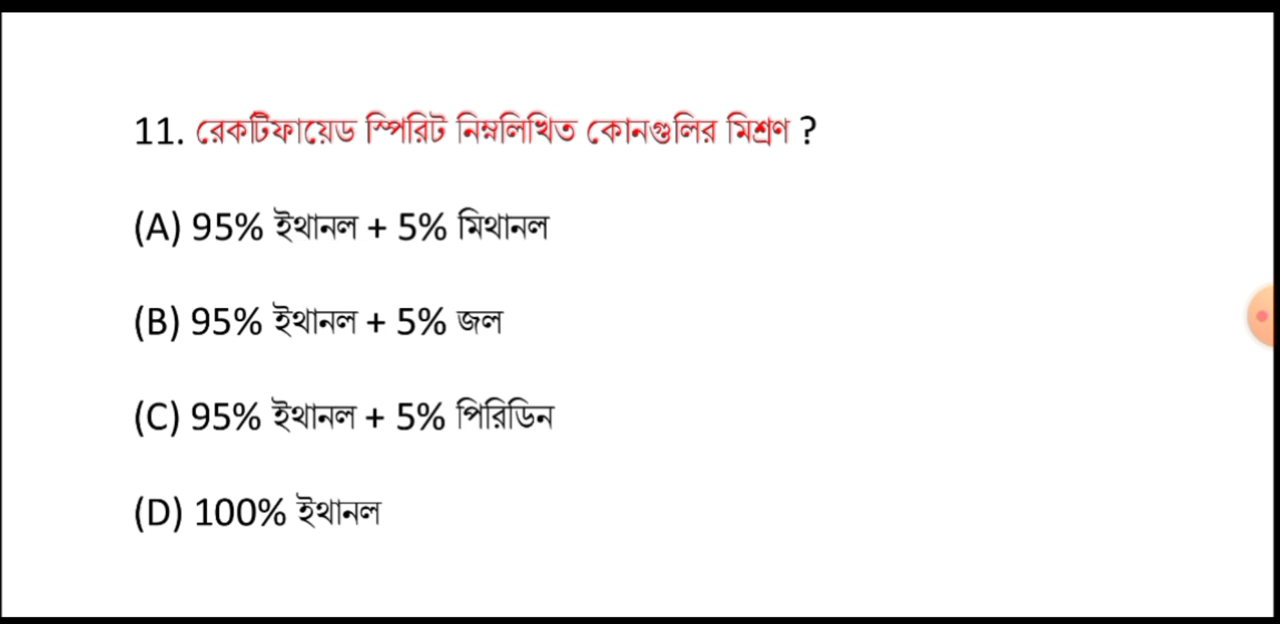 11. রেকটিফায়েড স্পিরিট নিম্নলিখিত কোনগুলির মিশ্রণ ?
(A) 95% ইথানল + 5% মিথানল
(B) 95% ইথানল + 5% জল
(C) 95% ইথানল + 5% পিরিডিন
(D) 100% ইথানল